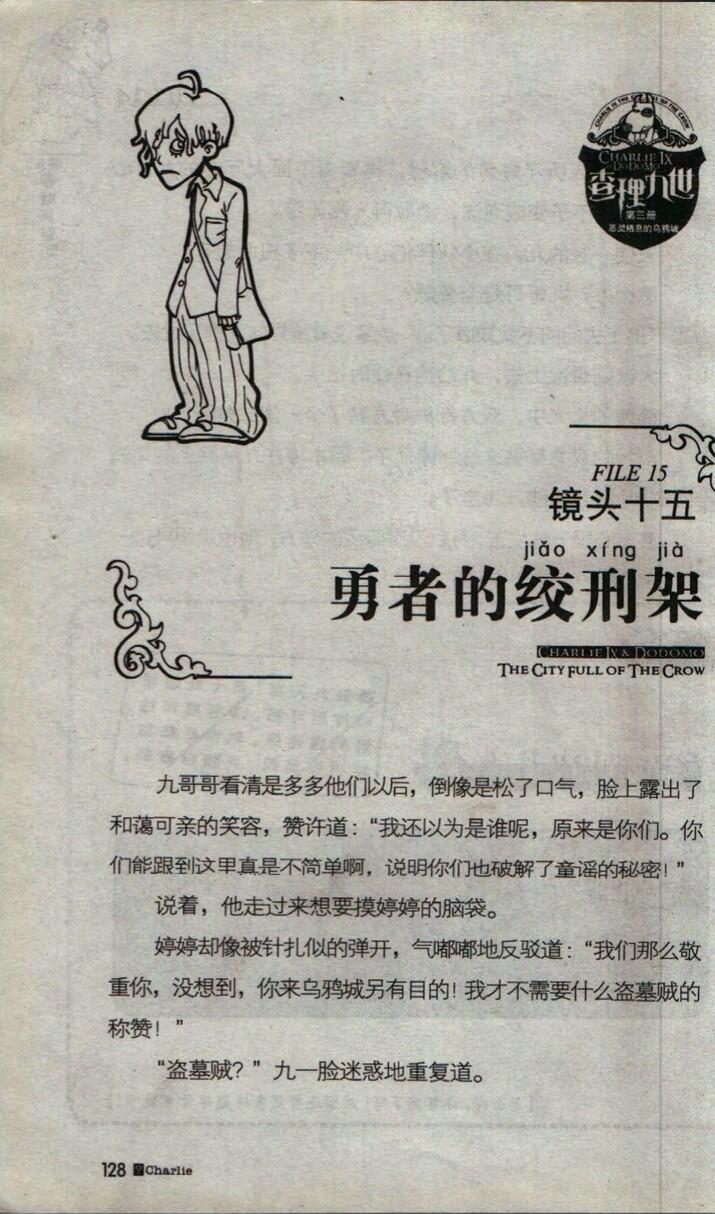 CHARLIE IX
& DODOMO
查理九世
第三册
恶灵栖息的乌鸦城
FILE 15
镜头十五
jiǎo xíng jià
勇者的绞刑架
CHARLIE IX & DODOMO
THE CITY FULL OF THE CROW
九哥哥看清是多多他们以后，倒像是松了口气，脸上露出了
和蔼可亲的笑容，赞许道：“我还以为是谁呢，原来是你们。你
们能跟到这里真是不简单啊，说明你们也破解了童谣的秘密！”
说着，他走过来想要摸婷婷的脑袋。
婷婷却像被针扎似的弹开，气嘟嘟地反驳道：“我们那么敬
重你，没想到，你来乌鸦城另有目的！我才不需要什么盗墓贼的
称赞！”
“盗墓贼？”九一脸迷惑地重复道。
128 Charlie